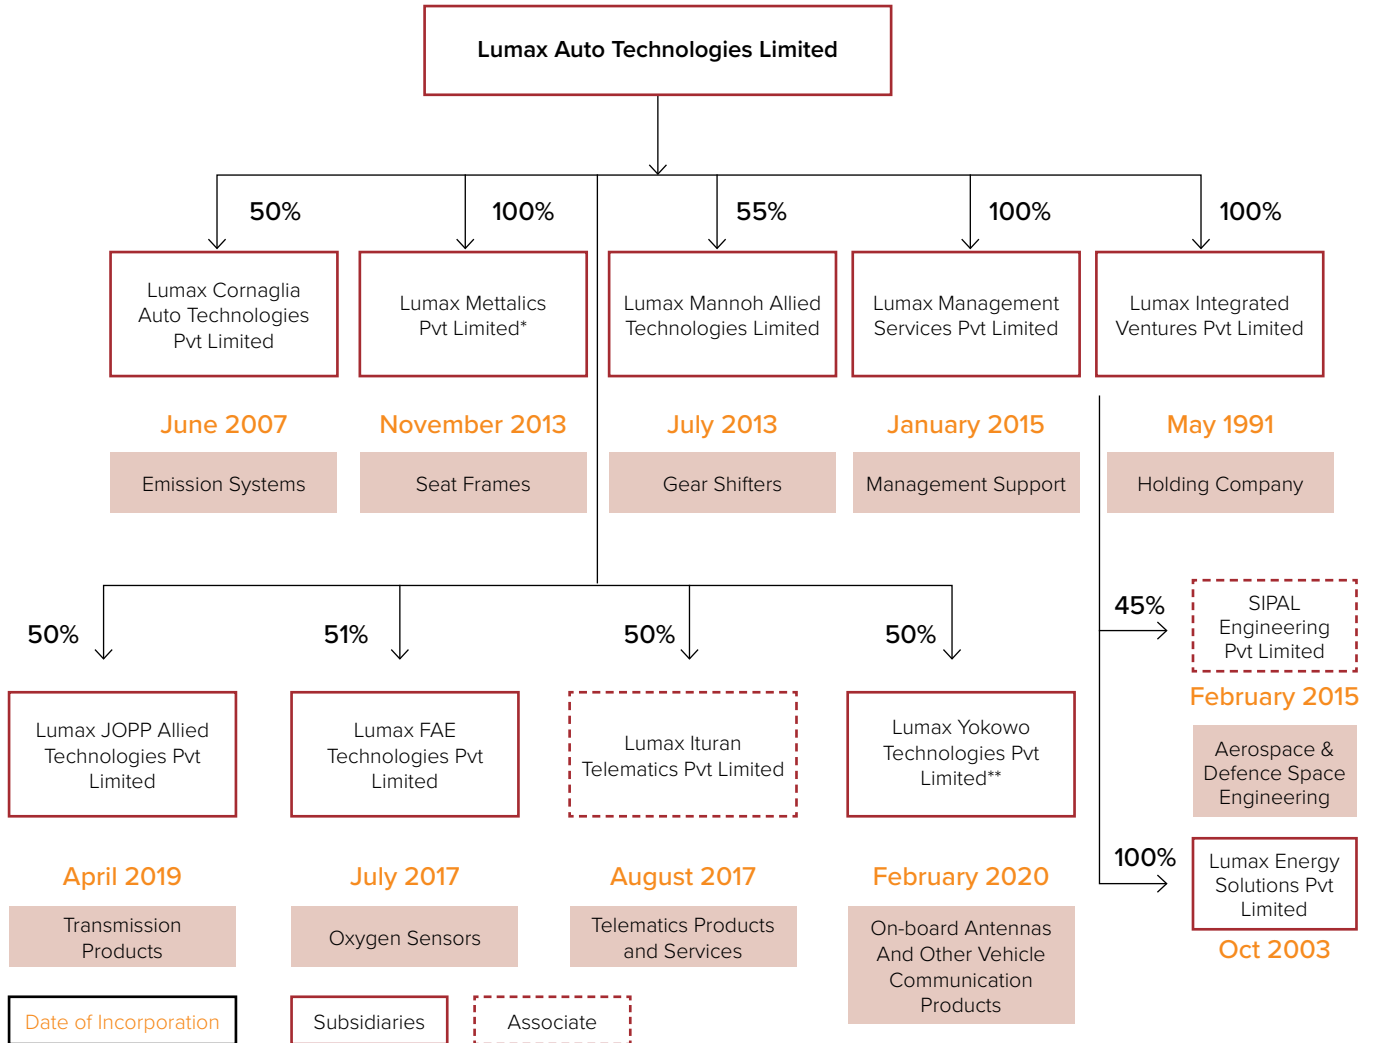 Lumax Auto Technologies Limited
50%
100%
55%
100%
100%
Lumax Cornaglia
Auto Technologies
Pvt Limited
Lumax Mettalics
Pvt Limited*
Lumax Mannoh Allied
Technologies Limited
Lumax Management
Services Pvt Limited
Lumax Integrated
Ventures Pvt Limited
June 2007
November 2013
July 2013
January 2015
May 1991
Emission Systems
Seat Frames
Gear Shifters
Management Support
Holding Company
50%
51%
50%
50%
45%
SIPAL
Engineering
Pvt Limited
February 2015
Aerospace &
Defence Space
Engineering
100%
Lumax Energy
Solutions Pvt
Limited
Oct 2003
Lumax JOPP Allied
Technologies Pvt
Limited
Lumax FAE
Technologies Pvt
Limited
Lumax Ituran
Telematics Pvt Limited
Lumax Yokowo
Technologies Pvt
Limited**
April 2019
July 2017
August 2017
February 2020
Transmission
Products
Oxygen Sensors
Telematics Products
and Services
On-board Antennas
And Other Vehicle
Communication
Products
Date of Incorporation
Subsidiaries
Associate